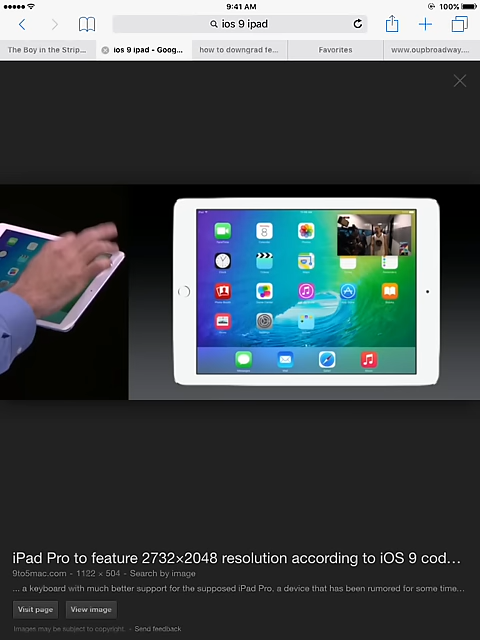 9:41 AM
100%
ios 9 ipad
The Boy in the Strip...
ios 9 ipad - Goog...
how to downgrad fe...
Favorites
www.oupbroadway....
iPad Pro to feature 2732×2048 resolution according to iOS 9 cod...
9to5mac.com - 1122 × 504 - Search by image
... a keyboard with much better support for the supposed iPad Pro, a device that has been rumored for some time...
Visit page
View image
Images may be subject to copyright. - Send feedback